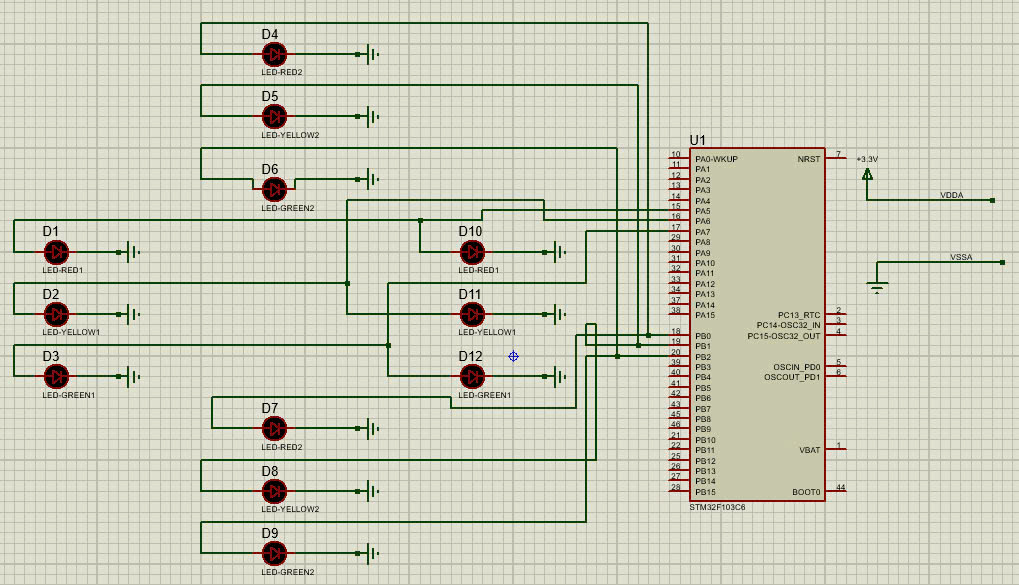 D4
LED-RED2
D5
LED-YELLOW2
D6
LED-GREEN2
D1
LED-RED1
D2
LED-YELLOW1
D3
LED-GREEN1
D10
LED-RED1
D11
LED-YELLOW1
D12
LED-GREEN1
D7
LED-RED2
D8
LED-YELLOW2
D9
LED-GREEN2
U1
10 PA0-WKUP NRST 7
11 PA1
12 PA2
13 PA3
14 PA4
15 PA5
16 PA6
17 PA7
29 PA8
30 PA9
31 PA10
32 PA11
33 PA12
34 PA13
37 PA14
38 PA15 PC13_RTC 2
PC14-OSC32_IN 3
18 PB0 PC15-OSC32_OUT 4
19 PB1
20 PB2
39 PB3 OSCIN_PD0 5
40 PB4 OSCOUT_PD1 6
41 PB5
42 PB6
43 PB7
45 PB8
46 PB9
21 PB10
22 PB11 VBAT 1
25 PB12
26 PB13
27 PB14
28 PB15 BOOT0 44
STM32F103C6
+3.3V
VDDA
VSSA